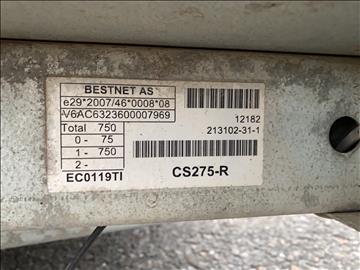 BESTNET AS
e29*2007/46*0008*08
V6AC6323600007969
Total 750
0 - 75
1 - 750
2 -
EC0119TI
12182
213102-31-1
CS275-R